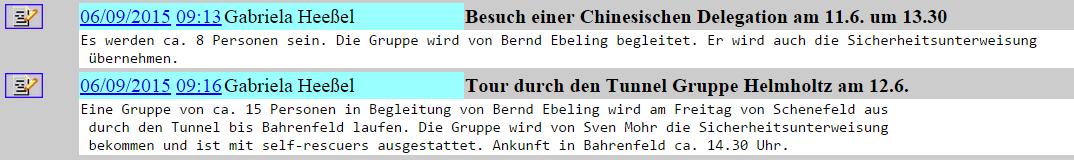 06/09/2015 09:13 Gabriela Heeßel Besuch einer Chinesischen Delegation am 11.6. um 13.30
Es werden ca. 8 Personen sein. Die Gruppe wird von Bernd Ebeling begleitet. Er wird auch die Sicherheitsunterweisung
übernehmen.
06/09/2015 09:16 Gabriela Heeßel Tour durch den Tunnel Gruppe Helmholtz am 12.6.
Eine Gruppe von ca. 15 Personen in Begleitung von Bernd Ebeling wird am Freitag von Schenefeld aus
durch den Tunnel bis Bahrenfeld laufen. Die Gruppe wird von Sven Mohr die Sicherheitsunterweisung
bekommen und ist mit self-rescuers ausgestattet. Ankunft in Bahrenfeld ca. 14.30 Uhr.